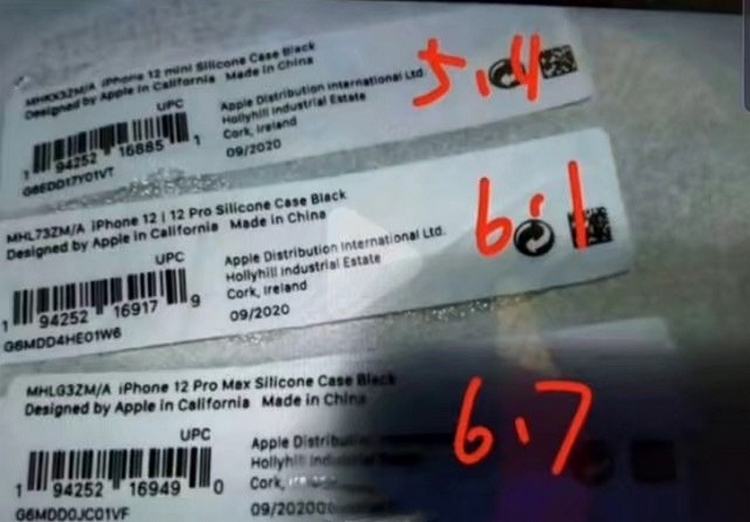 MHKX3ZM/A iPhone 12 mini Silicone Case Black
Designed by Apple in California Made in China
UPC
1 94252 16885 1
G6EDD17Y01VT
Apple Distribution International Ltd
Hollyhill Industrial Estate
Cork, Ireland
09/2020
5.4
MHL73ZM/A iPhone 12 | 12 Pro Silicone Case Black
Designed by Apple in California Made in China
UPC
1 94252 16917 9
G6MDD4HE01W6
Apple Distribution International Ltd.
Hollyhill Industrial Estate
Cork, Ireland
09/2020
6.1
MHLG3ZM/A iPhone 12 Pro Max Silicone Case Black
Designed by Apple in California Made in China
UPC
1 94252 16949 0
G6MDD0JC01VF
Apple
Cork,
6.7